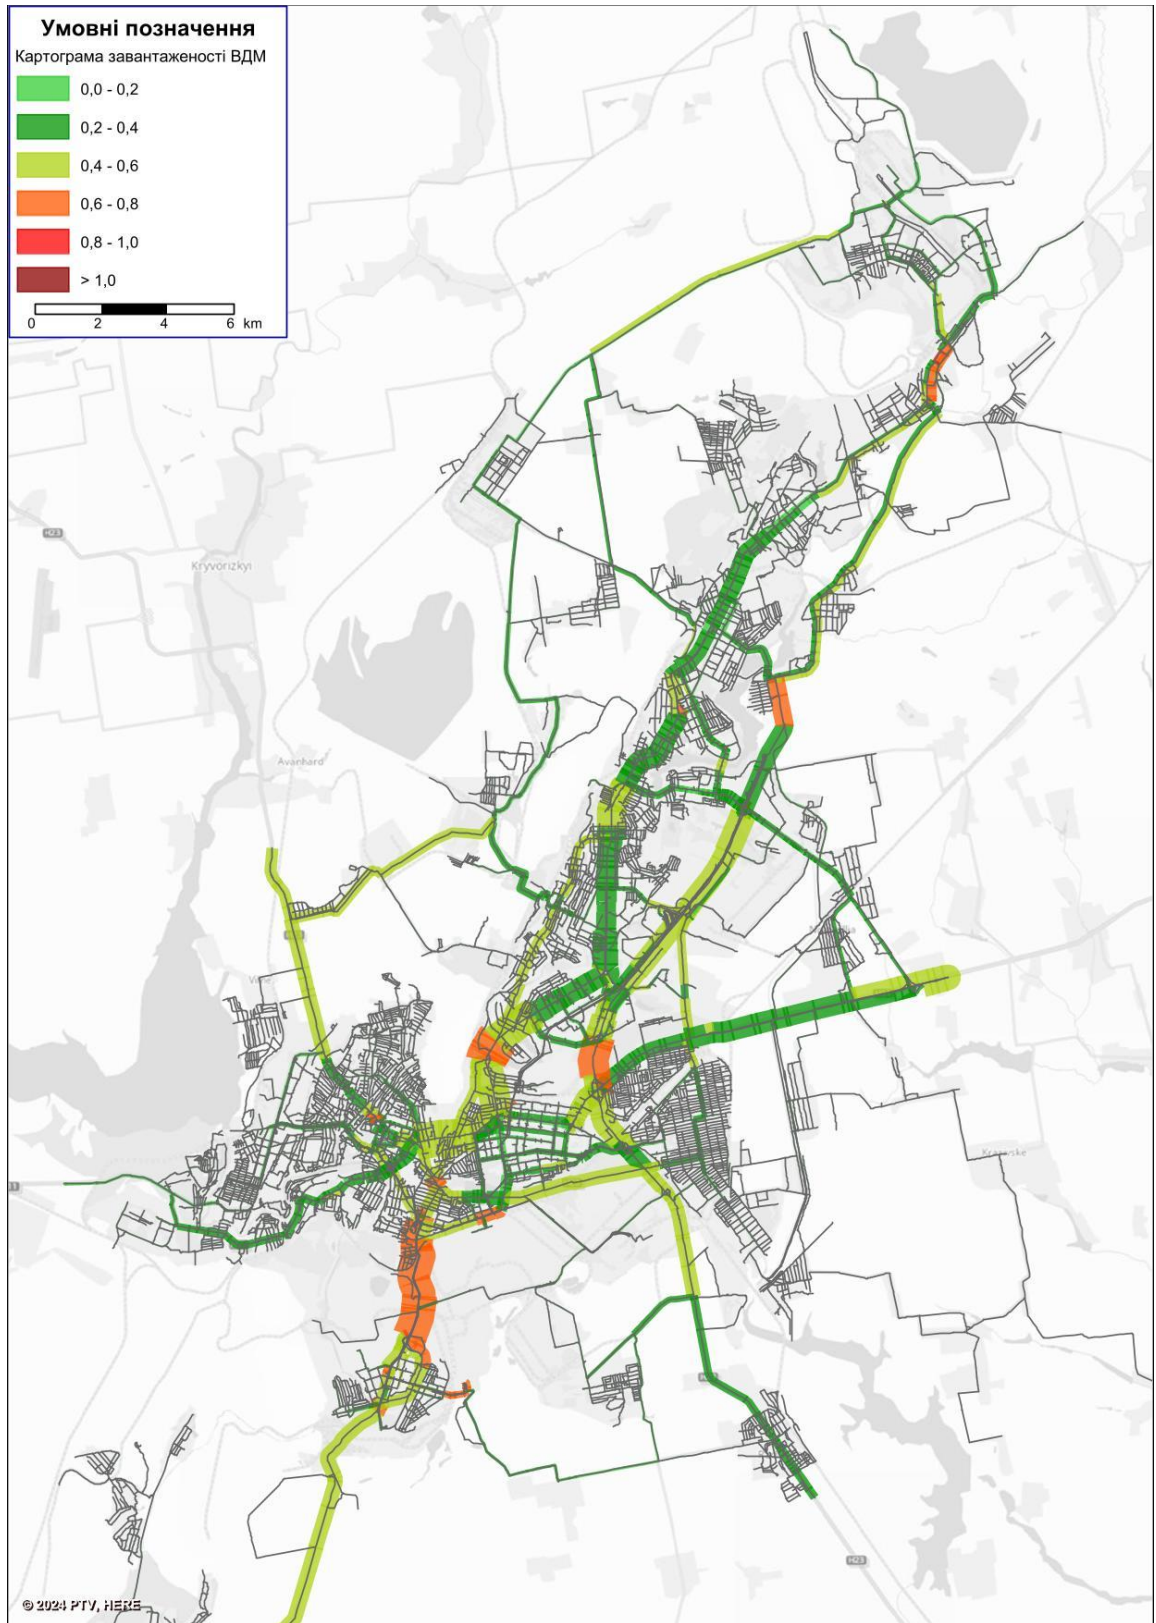 Умовні позначення
Картограма завантаженості ВДМ
0,0 - 0,2
0,2 - 0,4
0,4 - 0,6
0,6 - 0,8
0,8 - 1,0
> 1,0
0 2 4 6 km
H23
Kryvorizkyi
Avanhard
H23
© 2024 PTV, HERE